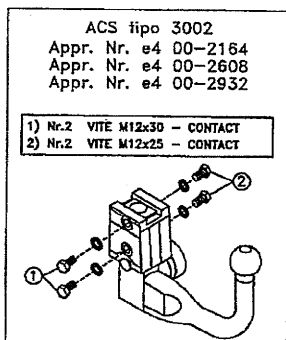 ACS tipo 3002
Appr. Nr. e4 00-2164
Appr. Nr. e4 00-2608
Appr. Nr. e4 00-2932
1) Nr.2 VITE M12x30 - CONTACT
2) Nr.2 VITE M12x25 - CONTACT
2
1